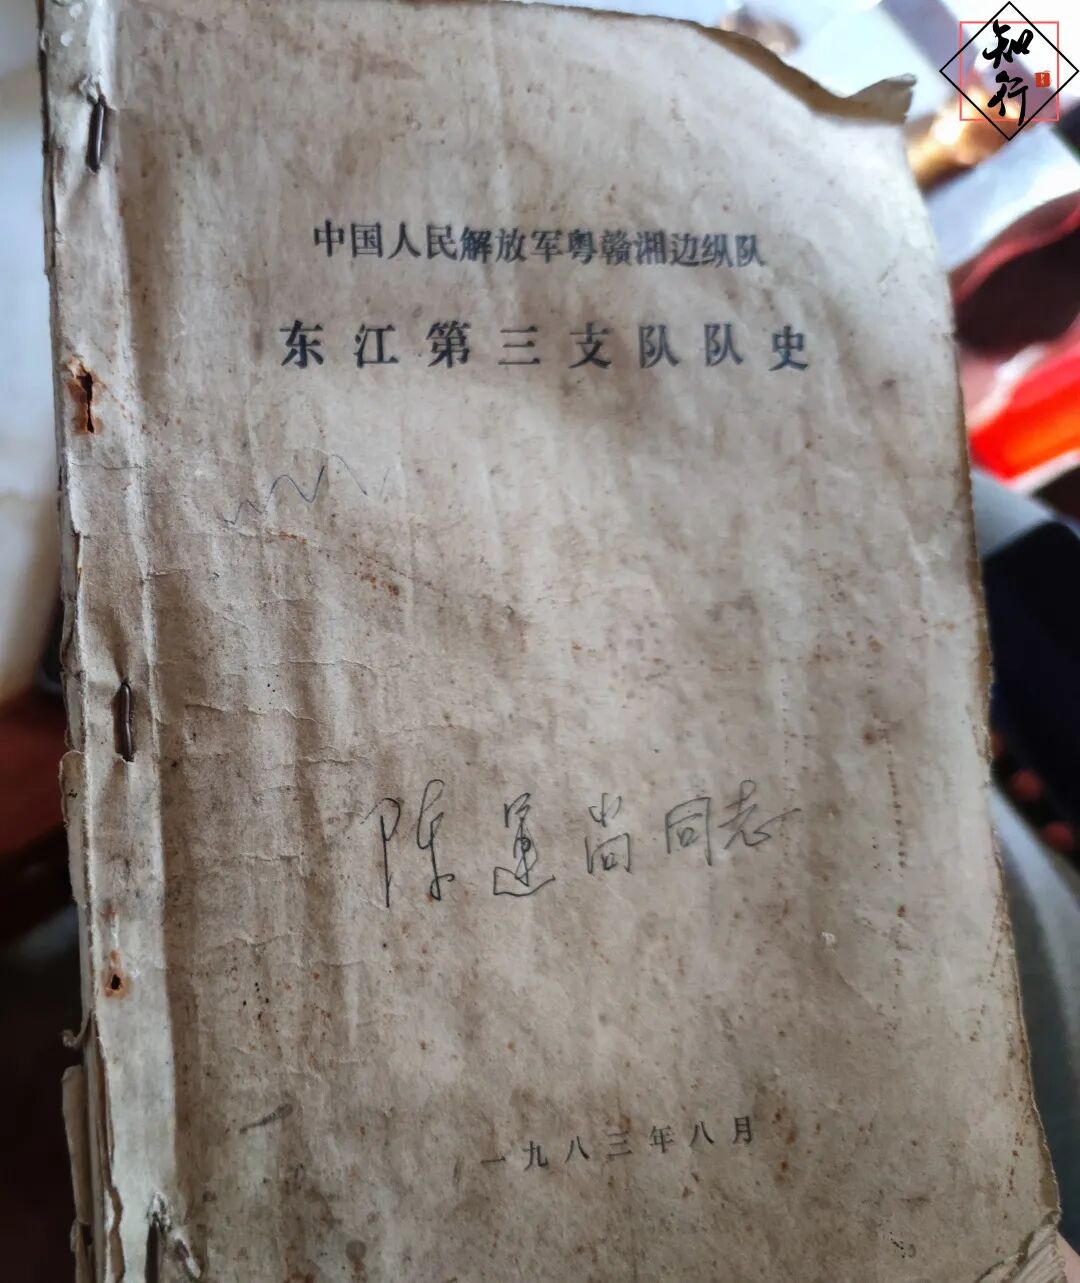 知行
中国人民解放军粤赣湘边纵队
东江第三支队队史
陈运尚同志
一九八三年八月